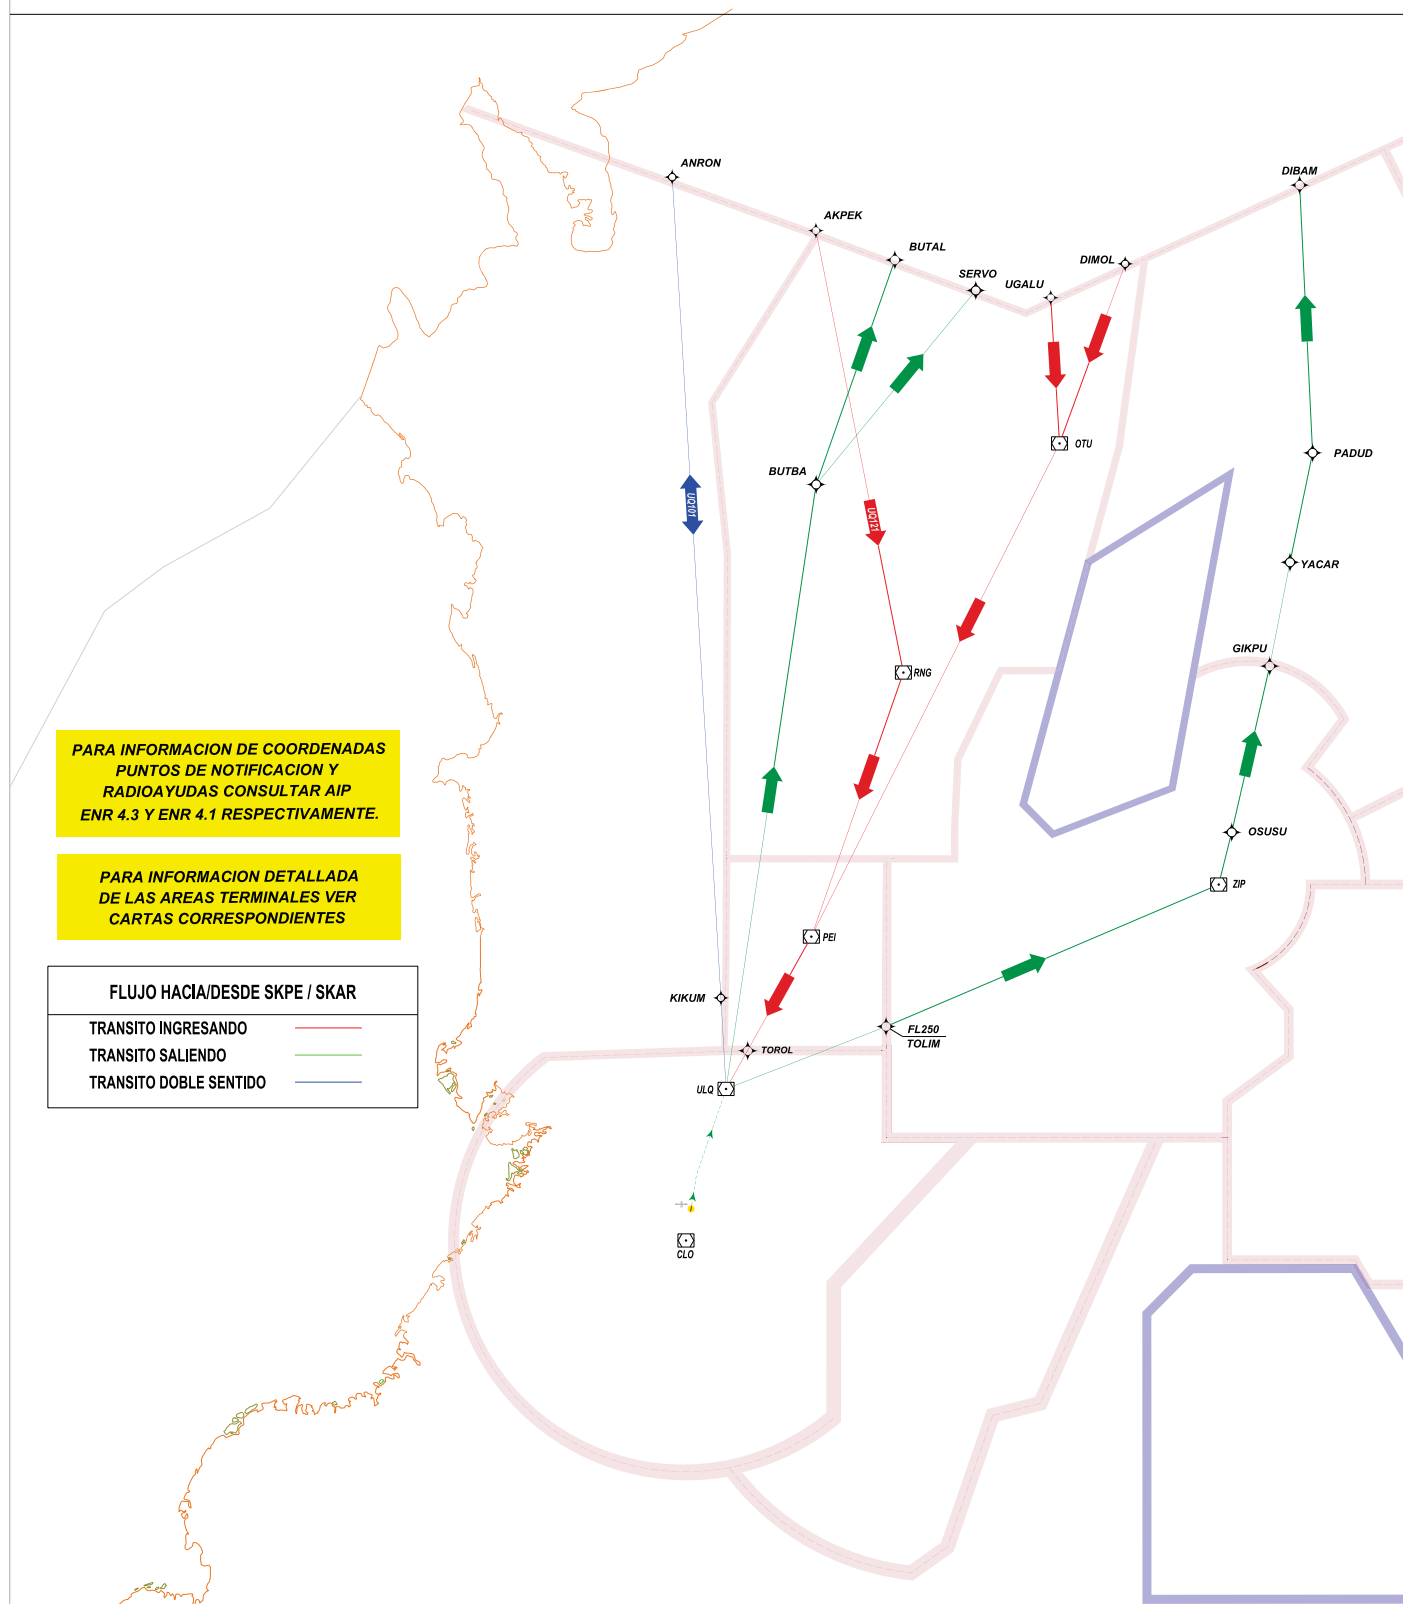 ANRON
DIBAM
AKPEK
BUTAL
DIMOL
SERVO
UGALU
OTU
PADUD
BUTBA
UQ101
UQ121
YACAR
GIKPU
RNG
PARA INFORMACION DE COORDENADAS
PUNTOS DE NOTIFICACION Y
RADIOAYUDAS CONSULTAR AIP
ENR 4.3 Y ENR 4.1 RESPECTIVAMENTE.
OSUSU
PARA INFORMACION DETALLADA
DE LAS AREAS TERMINALES VER
CARTAS CORRESPONDIENTES
ZIP
PEI
FLUJO HACIA/DESDE SKPE / SKAR
TRANSITO INGRESANDO
TRANSITO SALIENDO
TRANSITO DOBLE SENTIDO
KIKUM
FL250
TOLIM
TOROL
ULQ
CLO